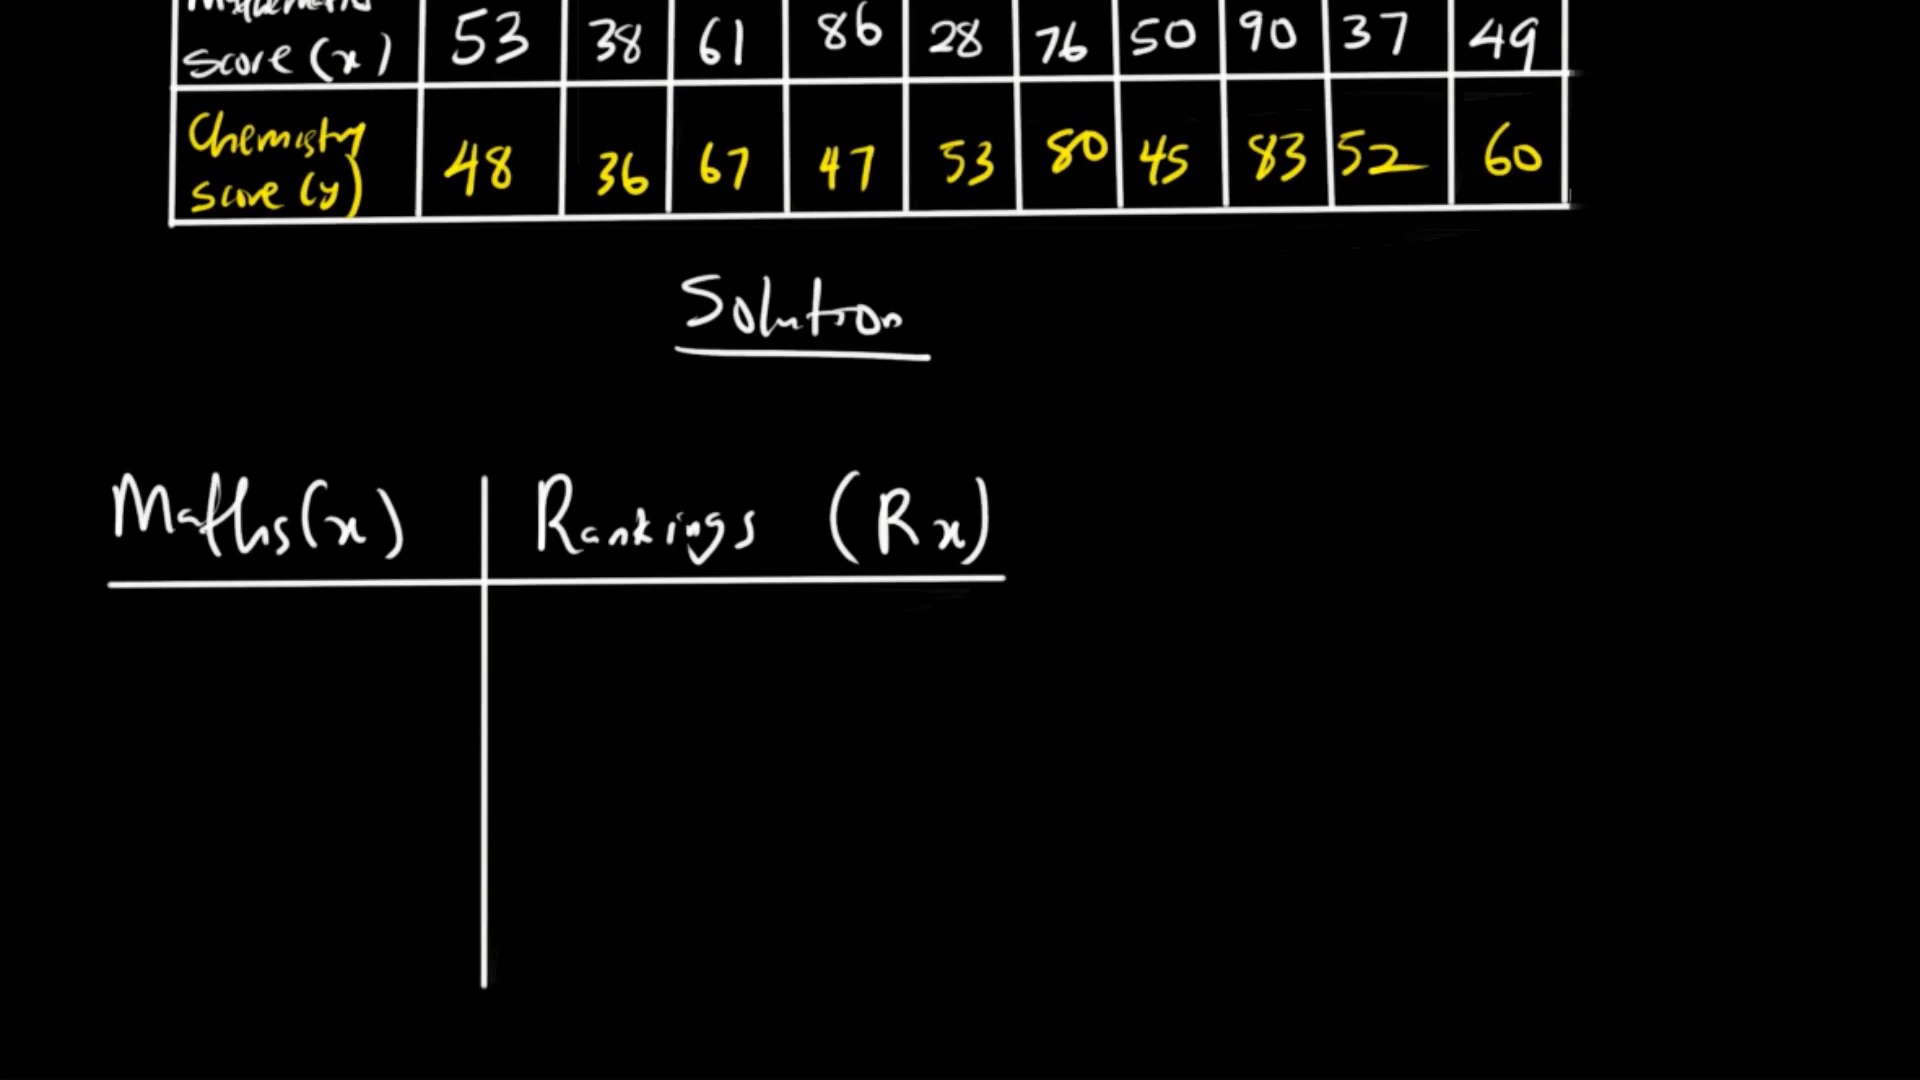 score (x) 53 38 61 86 28 76 50 90 37 49
Chemistry
score (y) 48 36 67 47 53 80 45 83 52 60
Solution
Maths(x) Rankings (Rx)